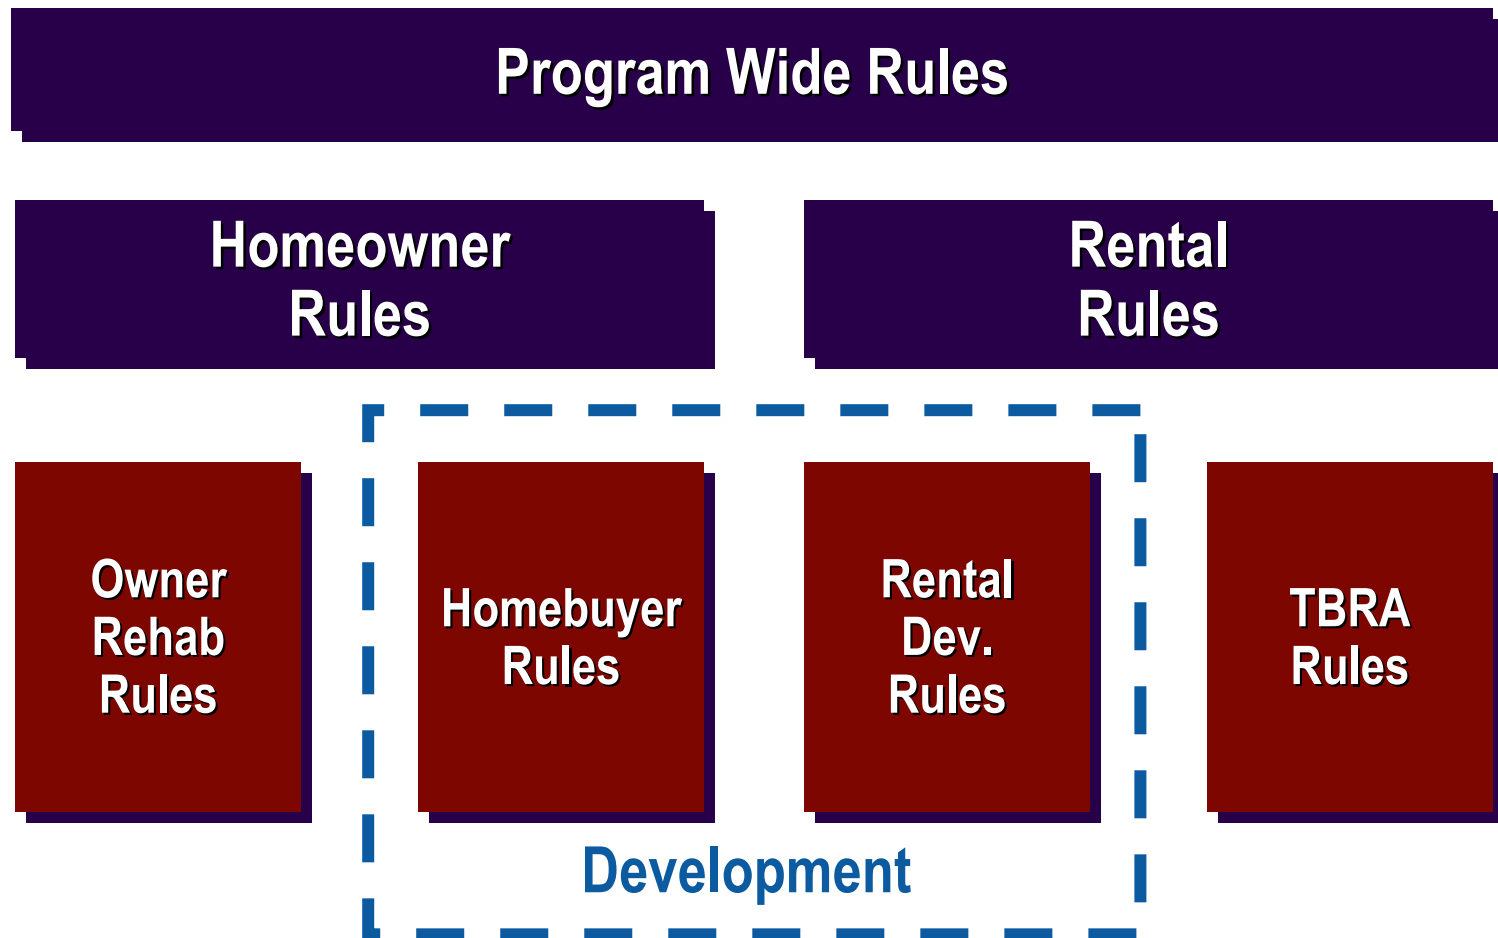 Program Wide Rules
Homeowner
Rules
Rental
Rules
Owner
Rehab
Rules
Homebuyer
Rules
Rental
Dev.
Rules
TBRA
Rules
Development